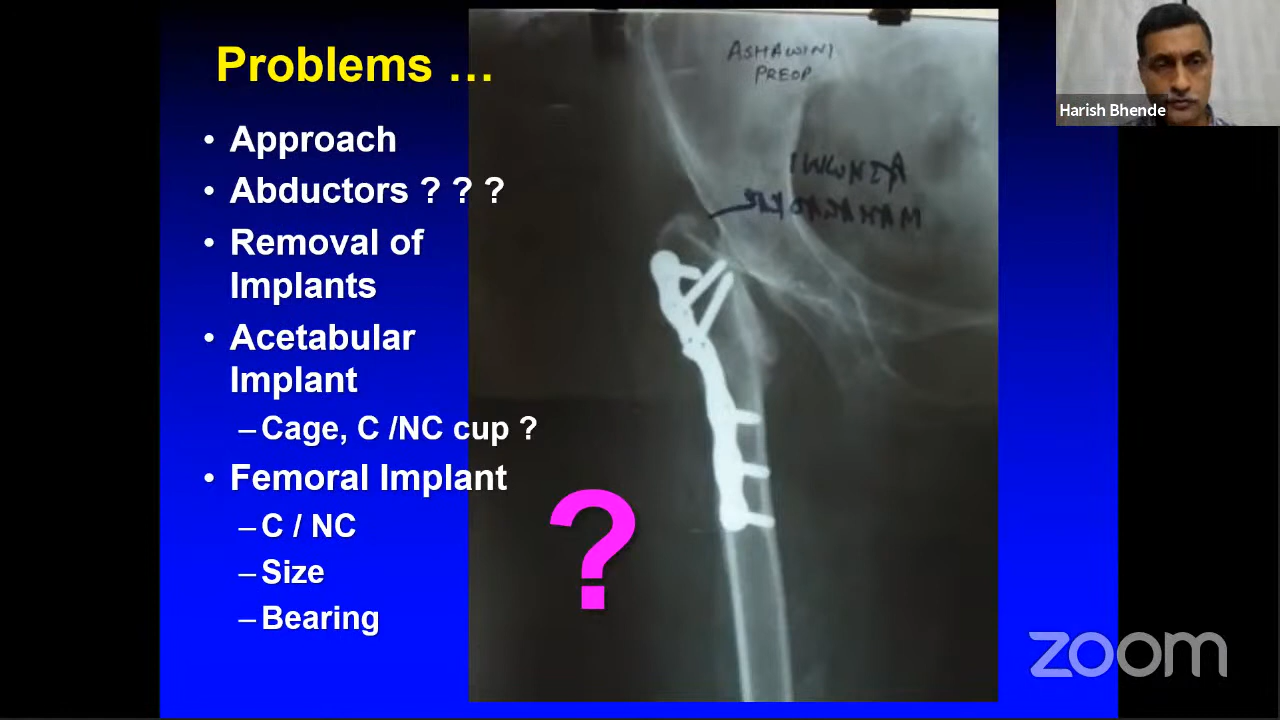 Problems …
• Approach
• Abductors ? ? ?
• Removal of
Implants
• Acetabular
Implant
–Cage, C /NC cup ?
• Femoral Implant
–C / NC
–Size
–Bearing
?
ASHAWINI
PREOP
Harish Bhende
zoom